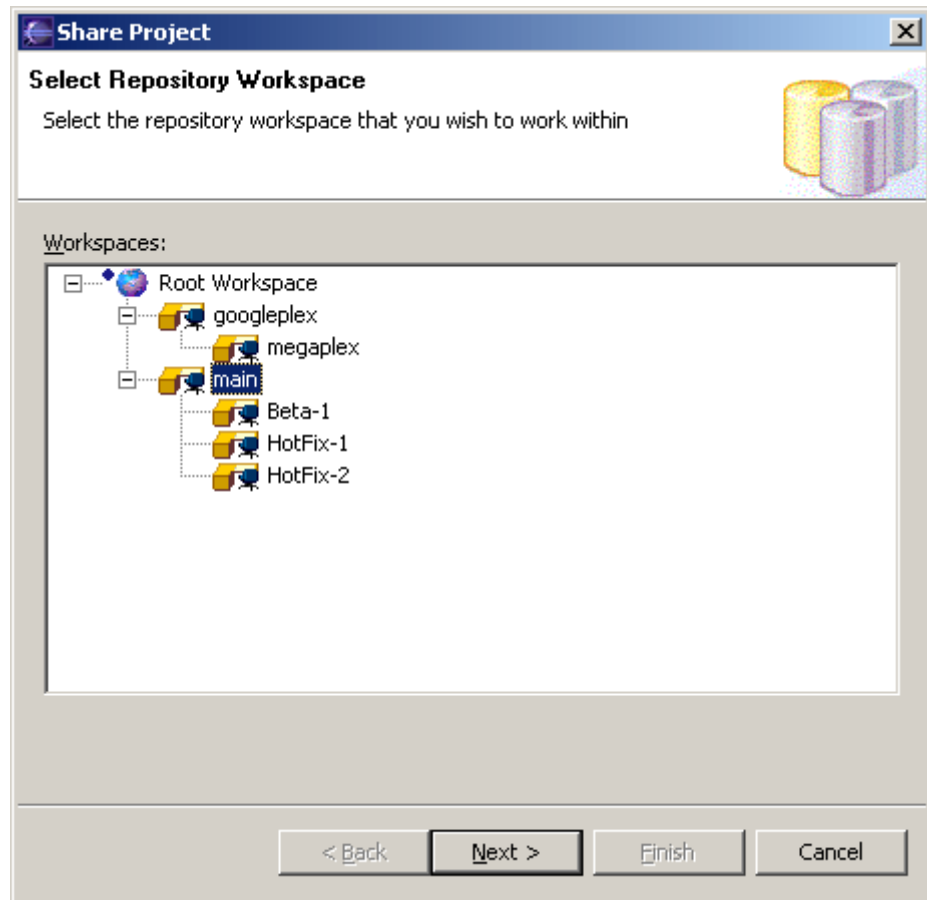 Share Project
Select Repository Workspace
Select the repository workspace that you wish to work within
Workspaces:
Root Workspace
googleplex
megaplex
main
Beta-1
HotFix-1
HotFix-2
< Back Next > Finish Cancel